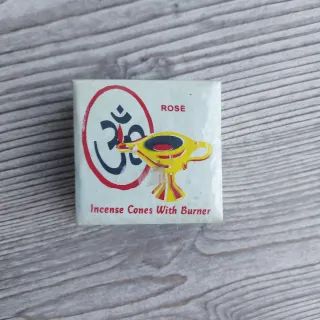 ROSE
ॐ
Incense Cones With Burner